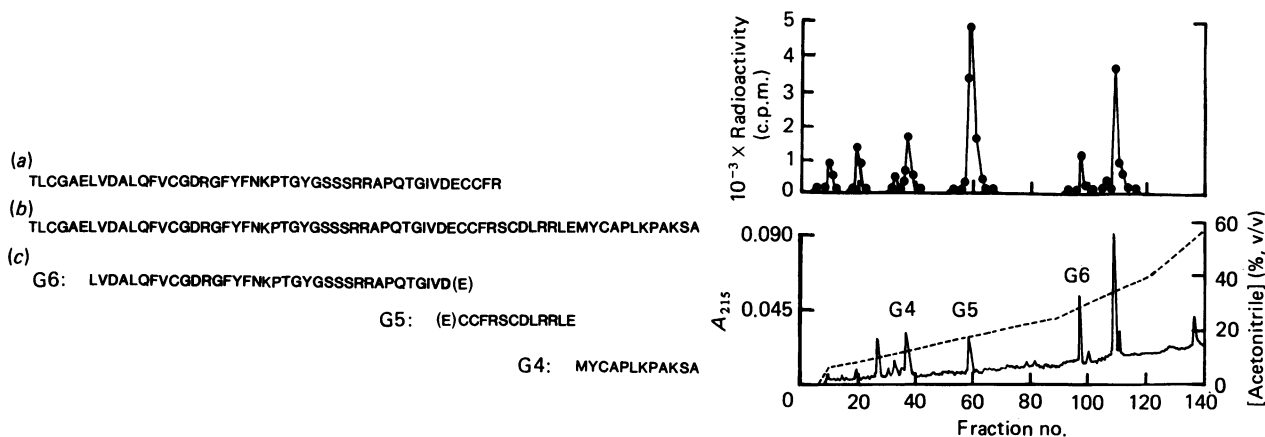 (a)
TLCGAELVDALQFVCGDRGFYFNKPTGYGSSSRRAPQTGIVDECCFR
(b)
TLCGAELVDALQFVCGDRGFYFNKPTGYGSSSRRAPQTGIVDECCFRSCDLRRLEMYCAPLKPAKSA
(c)
G6: LVDALQFVCGDRGFYFNKPTGYGSSSRRAPQTGIVD(E)
G5: (E)CCFRSCDLRRLE
G4: MYCAPLKPAKSA
10⁻³ × Radioactivity
(c.p.m.)
5
4
3
2
1
0
0.090
0.045
0
A₂₁₅
G4
G5
G6
60
40
20
0
[Acetonitrile] (%, v/v)
0 20 40 60 80 100 120 140
Fraction no.